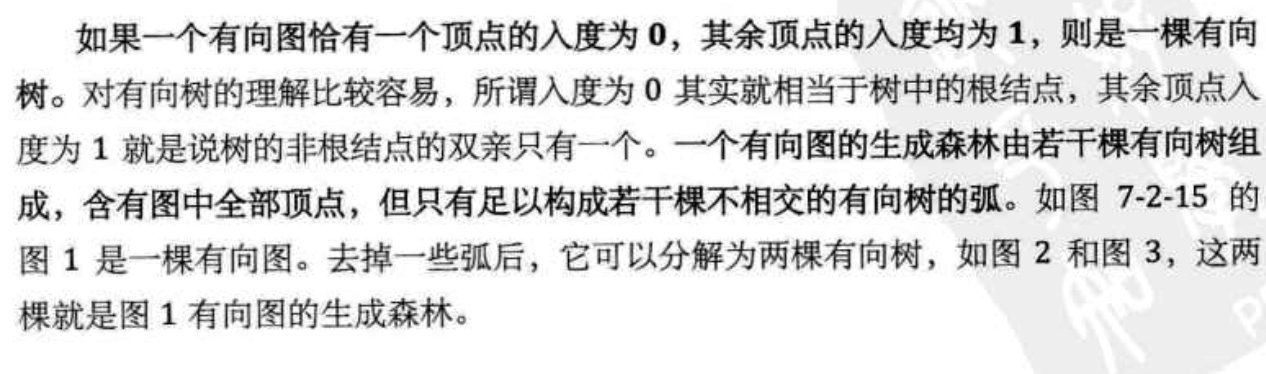 如果一个有向图恰有一个顶点的入度为 0，其余顶点的入度均为 1，则是一棵有向
树。对有向树的理解比较容易，所谓入度为 0 其实就相当于树中的根结点，其余顶点入
度为 1 就是说树的非根结点的双亲只有一个。一个有向图的生成森林由若干棵有向树组
成，含有图中全部顶点，但只有足以构成若干棵不相交的有向树的弧。如图 7-2-15 的
图 1 是一棵有向图。去掉一些弧后，它可以分解为两棵有向树，如图 2 和图 3，这两
棵就是图 1 有向图的生成森林。